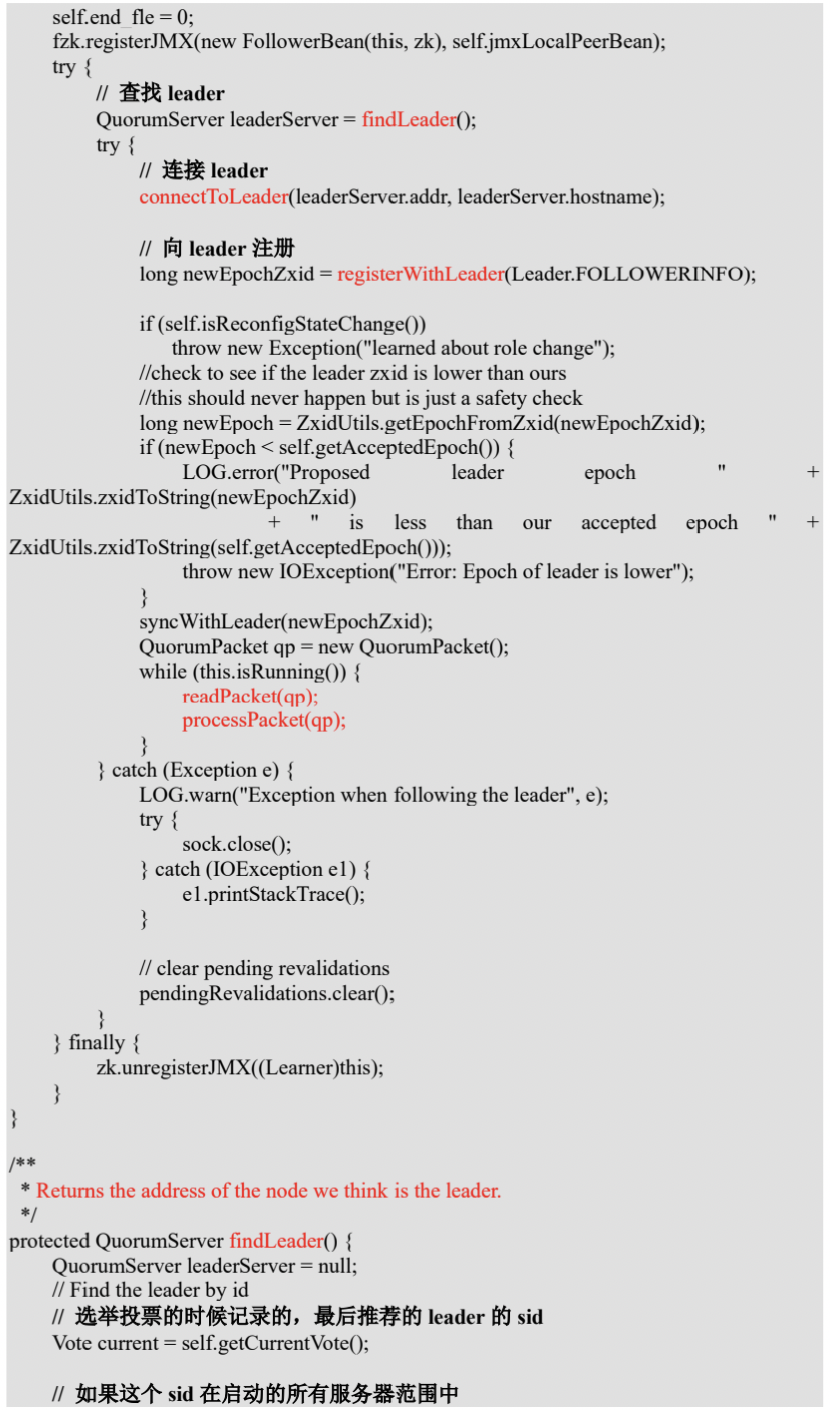 self.end_fle = 0;
fzk.registerJMX(new FollowerBean(this, zk), self.jmxLocalPeerBean);
try {
// 查找 leader
QuorumServer leaderServer = findLeader();
try {
// 连接 leader
connectToLeader(leaderServer.addr, leaderServer.hostname);
// 向 leader 注册
long newEpochZxid = registerWithLeader(Leader.FOLLOWERINFO);
if (self.isReconfigStateChange())
throw new Exception("learned about role change");
//check to see if the leader zxid is lower than ours
//this should never happen but is just a safety check
long newEpoch = ZxidUtils.getEpochFromZxid(newEpochZxid);
if (newEpoch < self.getAcceptedEpoch()) {
LOG.error("Proposed leader epoch " +
ZxidUtils.zxidToString(newEpochZxid)
+ " is less than our accepted epoch " +
ZxidUtils.zxidToString(self.getAcceptedEpoch()));
throw new IOException("Error: Epoch of leader is lower");
}
syncWithLeader(newEpochZxid);
QuorumPacket qp = new QuorumPacket();
while (this.isRunning()) {
readPacket(qp);
processPacket(qp);
}
} catch (Exception e) {
LOG.warn("Exception when following the leader", e);
try {
sock.close();
} catch (IOException e1) {
e1.printStackTrace();
}
// clear pending revalidations
pendingRevalidations.clear();
}
} finally {
zk.unregisterJMX((Learner)this);
}
}
/**
* Returns the address of the node we think is the leader.
*/
protected QuorumServer findLeader() {
QuorumServer leaderServer = null;
// Find the leader by id
// 选举投票的时候记录的，最后推荐的 leader 的 sid
Vote current = self.getCurrentVote();
// 如果这个 sid 在启动的所有服务器范围中